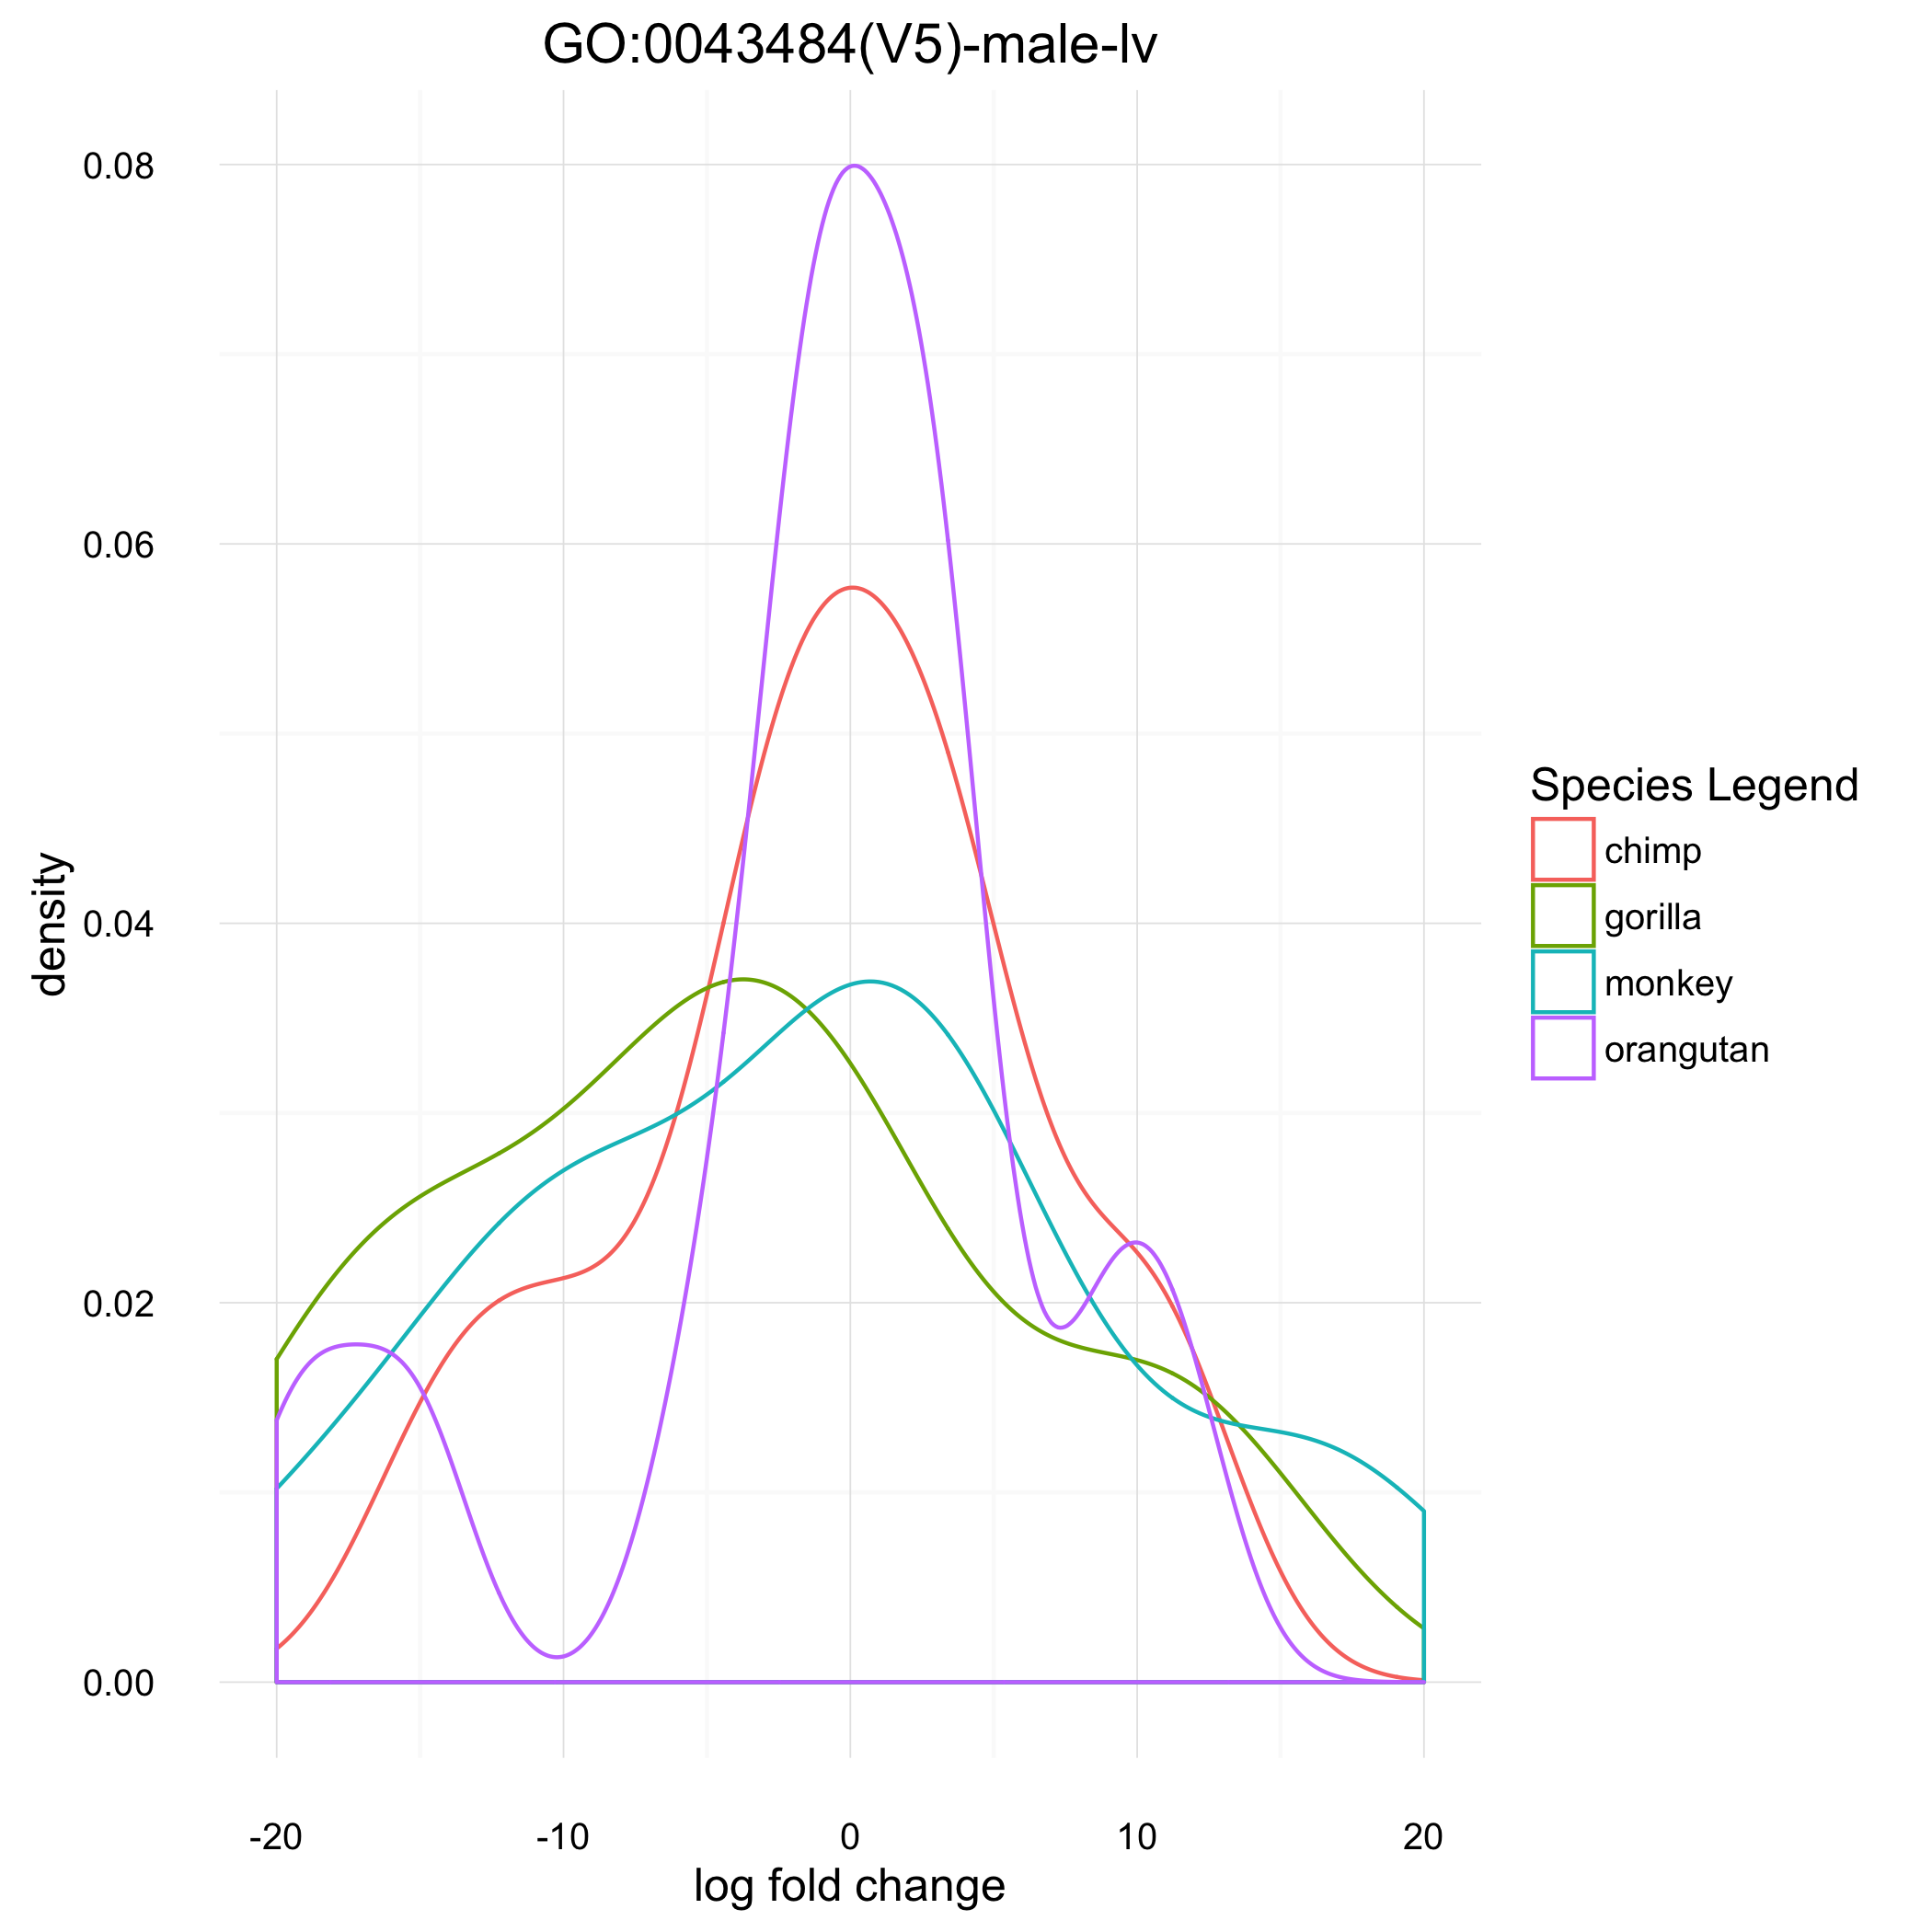 GO:0043484(V5)-male-lv
0.08
0.06
0.04
0.02
0.00
density
-20 -10 0 10 20
log fold change
Species Legend
chimp
gorilla
monkey
orangutan